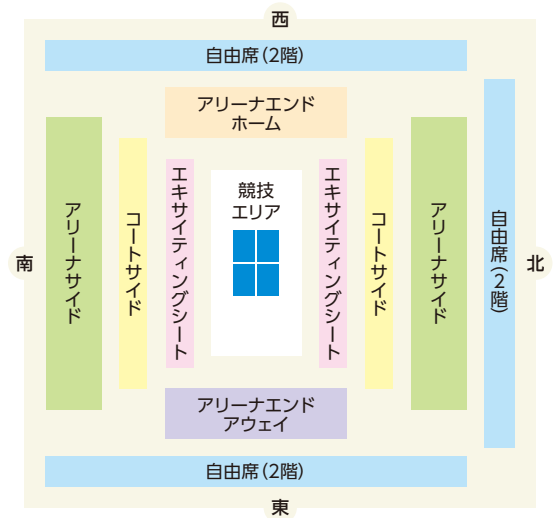 西
自由席(2階)
アリーナエンド
ホーム
南
アリーナサイド
コートサイド
エキサイティングシート
競技
エリア
エキサイティングシート
コートサイド
アリーナサイド
自由席(2階)
北
アリーナエンド
アウェイ
自由席(2階)
東